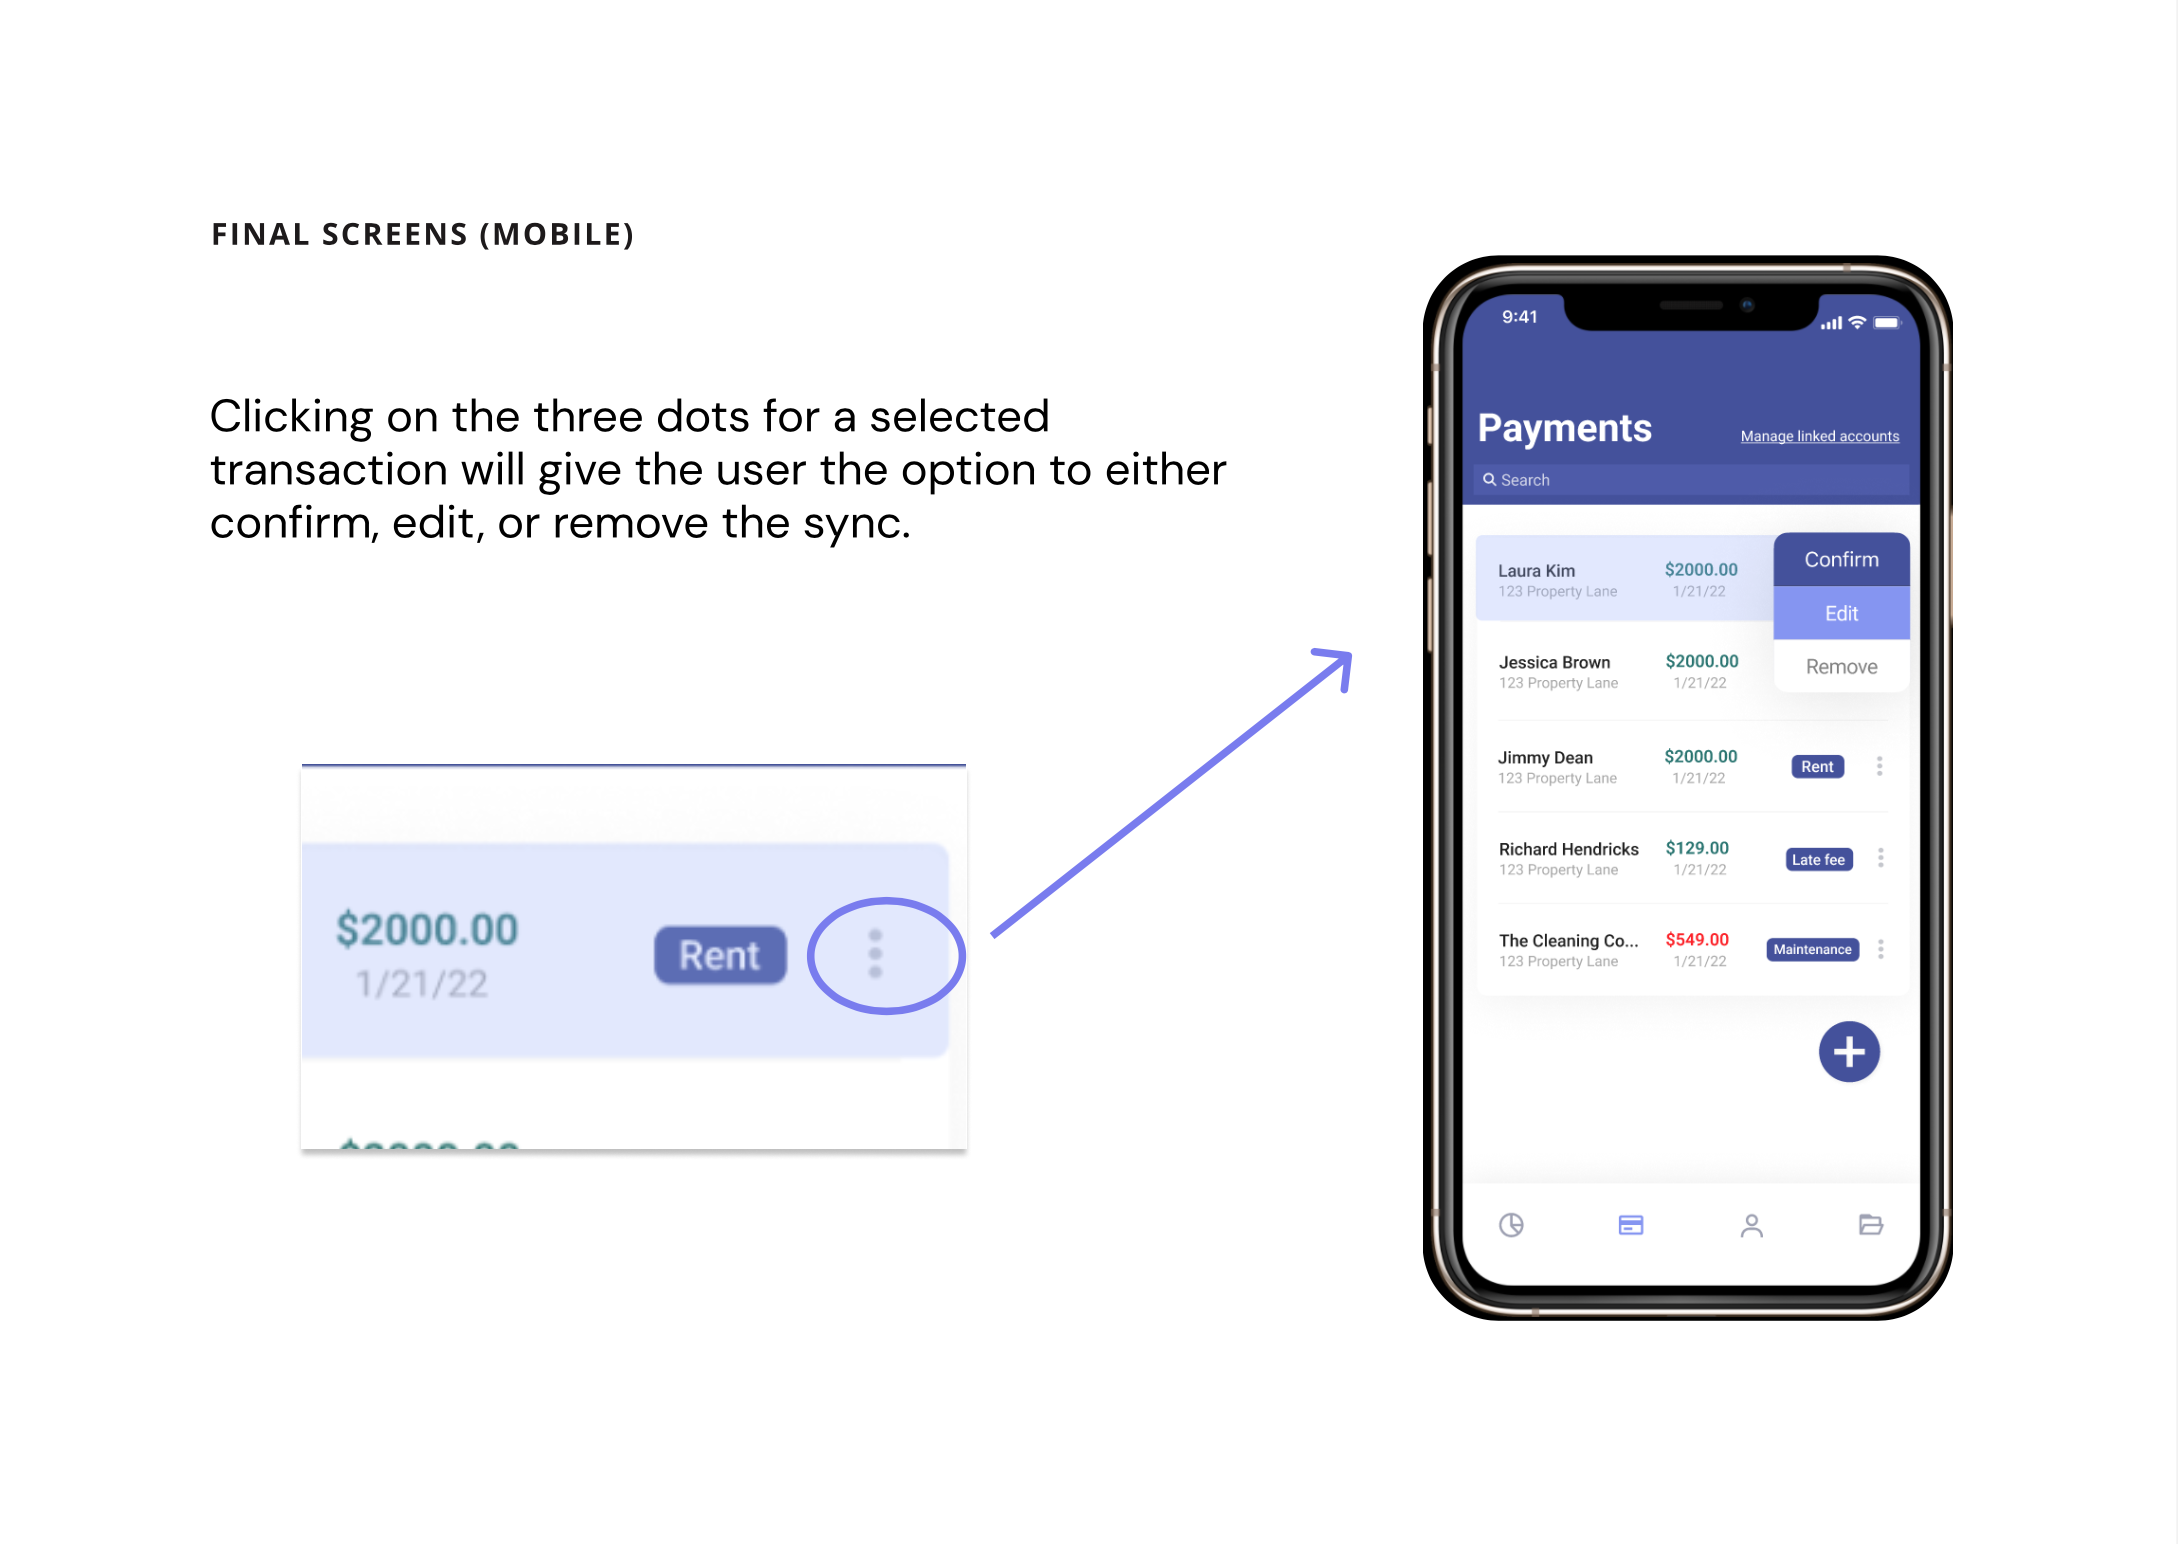 FINAL SCREENS (MOBILE)
Clicking on the three dots for a selected
transaction will give the user the option to either
confirm, edit, or remove the sync.
$2000.00
1/21/22
Rent
9:41
Payments
Manage linked accounts
Search
Laura Kim
123 Property Lane
$2000.00
1/21/22
Confirm
Edit
Remove
Jessica Brown
123 Property Lane
$2000.00
1/21/22
Jimmy Dean
123 Property Lane
$2000.00
1/21/22
Rent
Richard Hendricks
123 Property Lane
$129.00
1/21/22
Late fee
The Cleaning Co...
123 Property Lane
$549.00
1/21/22
Maintenance